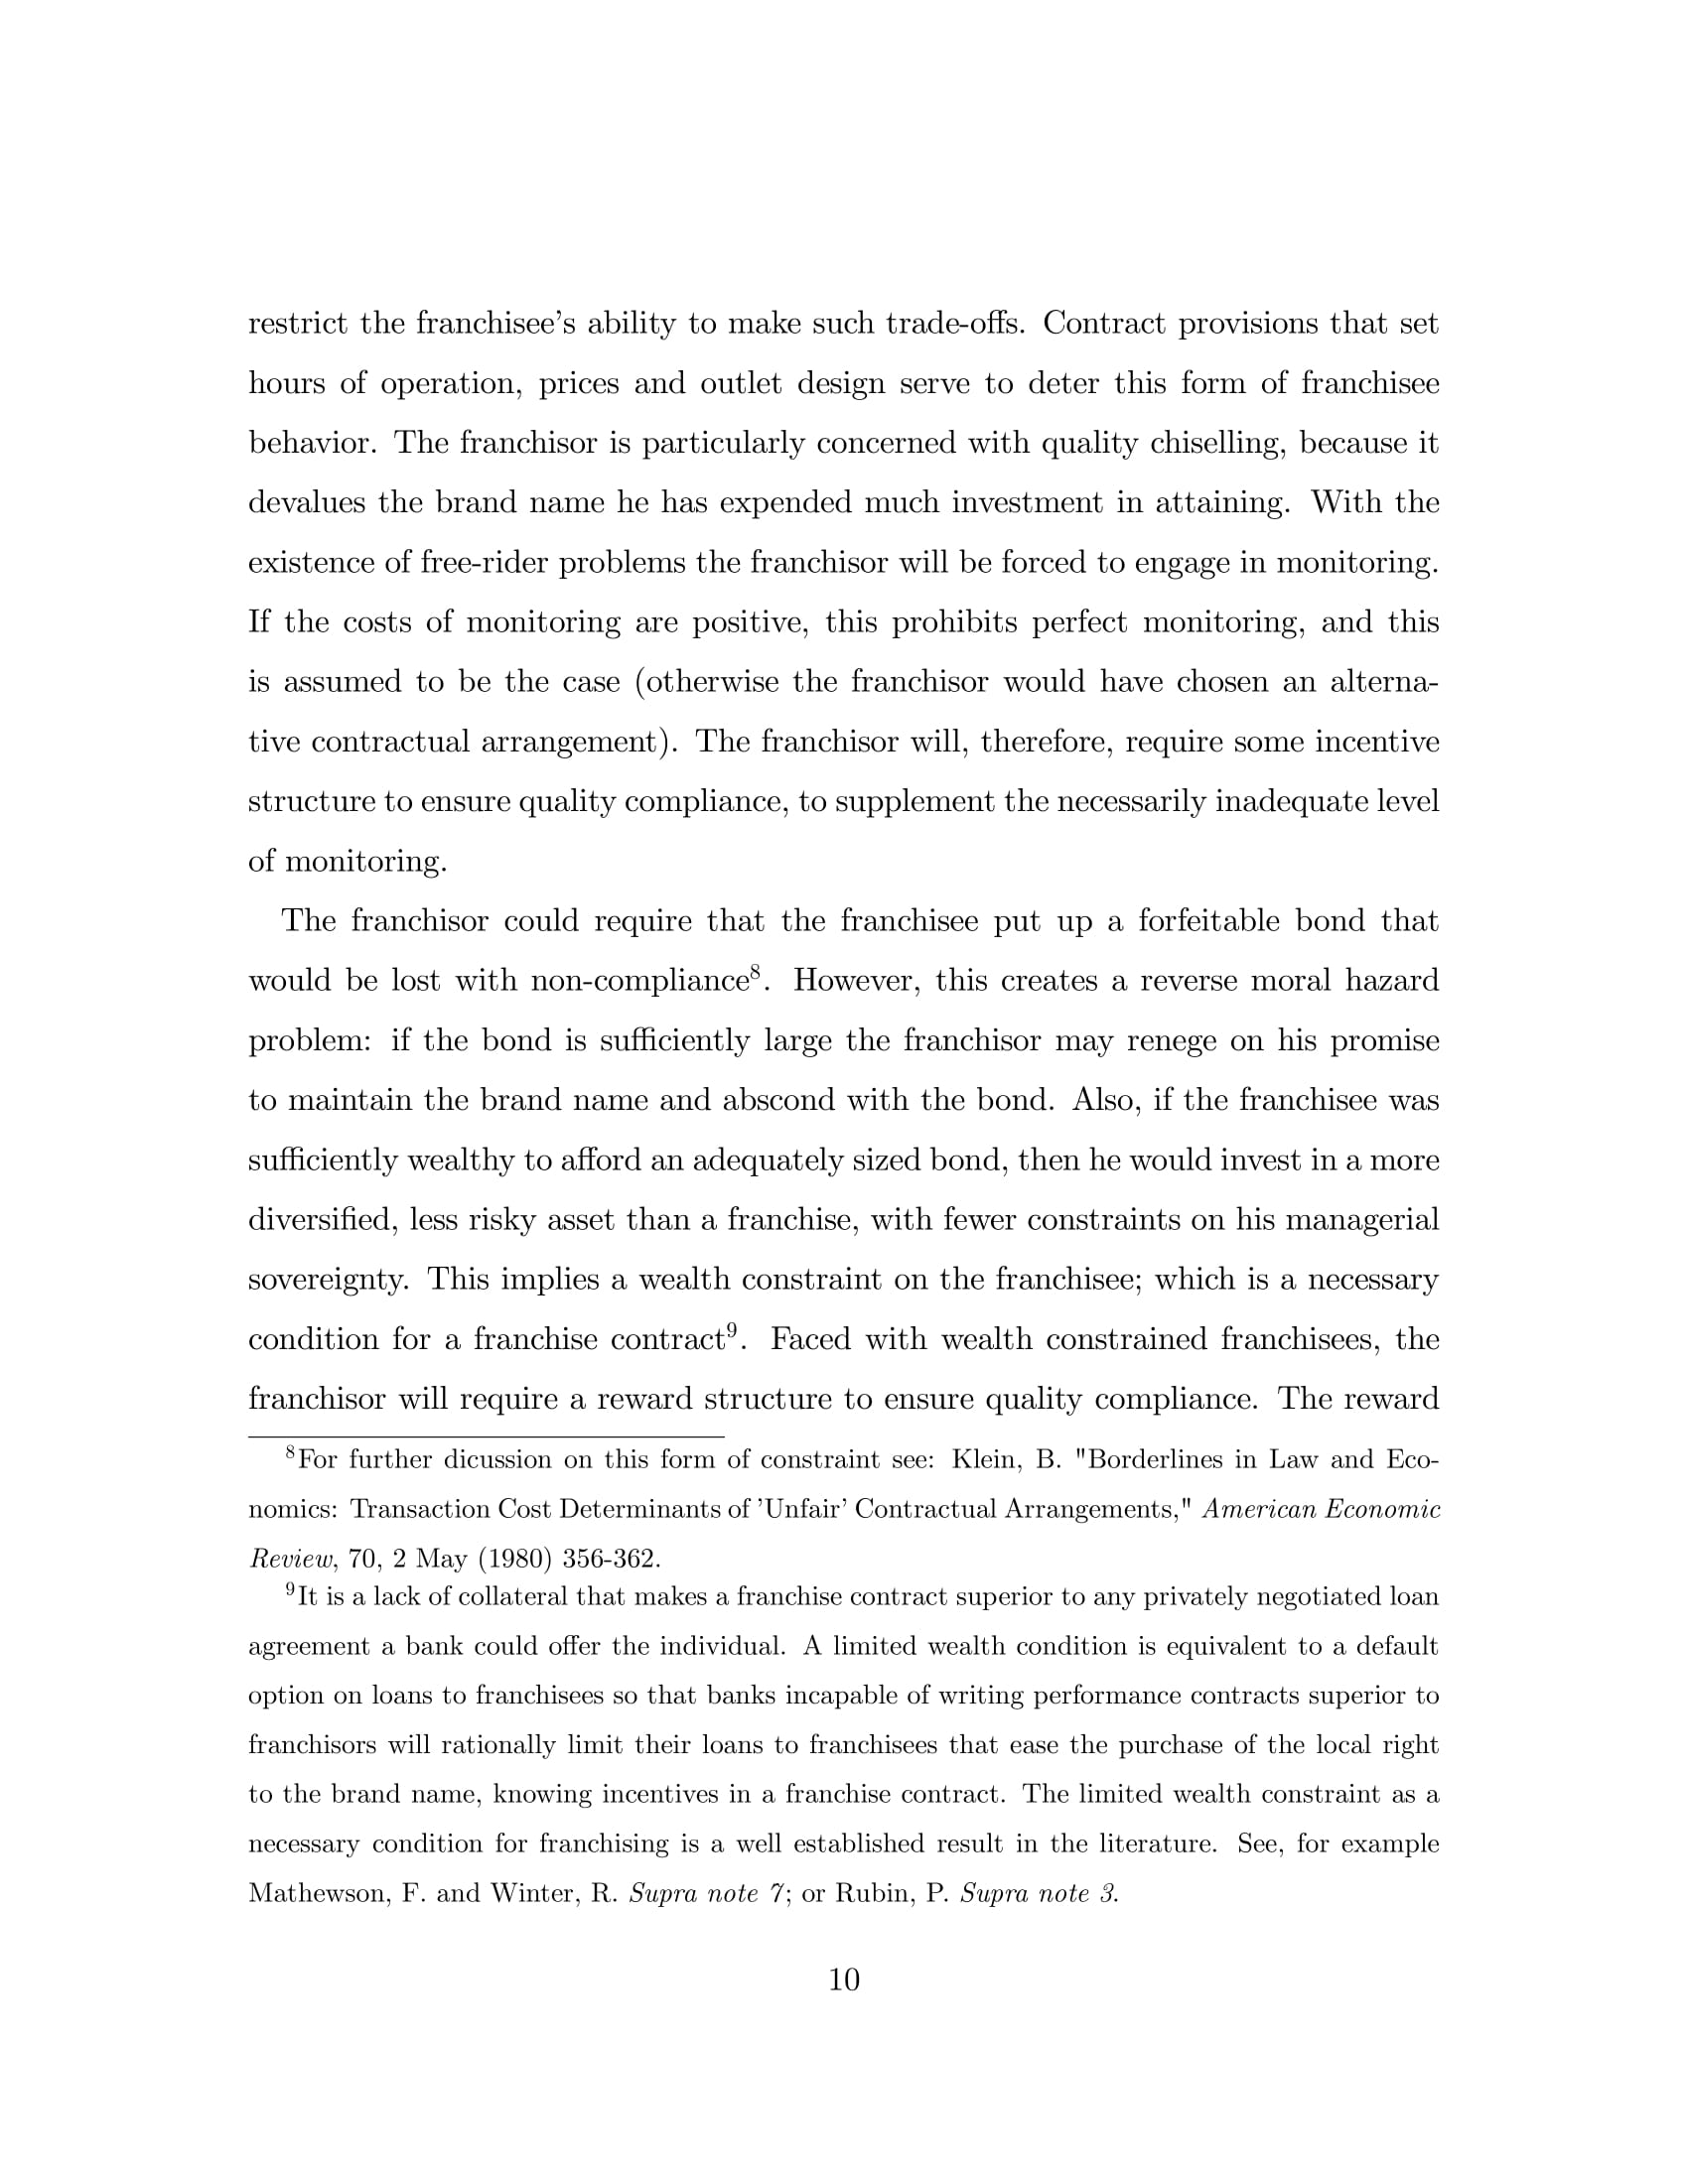 restrict the franchisee's ability to make such trade-offs. Contract provisions that set
hours of operation, prices and outlet design serve to deter this form of franchisee
behavior. The franchisor is particularly concerned with quality chiselling, because it
devalues the brand name he has expended much investment in attaining. With the
existence of free-rider problems the franchisor will be forced to engage in monitoring.
If the costs of monitoring are positive, this prohibits perfect monitoring, and this
is assumed to be the case (otherwise the franchisor would have chosen an alterna-
tive contractual arrangement). The franchisor will, therefore, require some incentive
structure to ensure quality compliance, to supplement the necessarily inadequate level
of monitoring.
The franchisor could require that the franchisee put up a forfeitable bond that
would be lost with non-compliance⁸. However, this creates a reverse moral hazard
problem: if the bond is sufficiently large the franchisor may renege on his promise
to maintain the brand name and abscond with the bond. Also, if the franchisee was
sufficiently wealthy to afford an adequately sized bond, then he would invest in a more
diversified, less risky asset than a franchise, with fewer constraints on his managerial
sovereignty. This implies a wealth constraint on the franchisee; which is a necessary
condition for a franchise contract⁹. Faced with wealth constrained franchisees, the
franchisor will require a reward structure to ensure quality compliance. The reward
⁸For further dicussion on this form of constraint see: Klein, B. "Borderlines in Law and Eco-
nomics: Transaction Cost Determinants of 'Unfair' Contractual Arrangements," American Economic
Review, 70, 2 May (1980) 356-362.
⁹It is a lack of collateral that makes a franchise contract superior to any privately negotiated loan
agreement a bank could offer the individual. A limited wealth condition is equivalent to a default
option on loans to franchisees so that banks incapable of writing performance contracts superior to
franchisors will rationally limit their loans to franchisees that ease the purchase of the local right
to the brand name, knowing incentives in a franchise contract. The limited wealth constraint as a
necessary condition for franchising is a well established result in the literature. See, for example
Mathewson, F. and Winter, R. Supra note 7; or Rubin, P. Supra note 3.
10